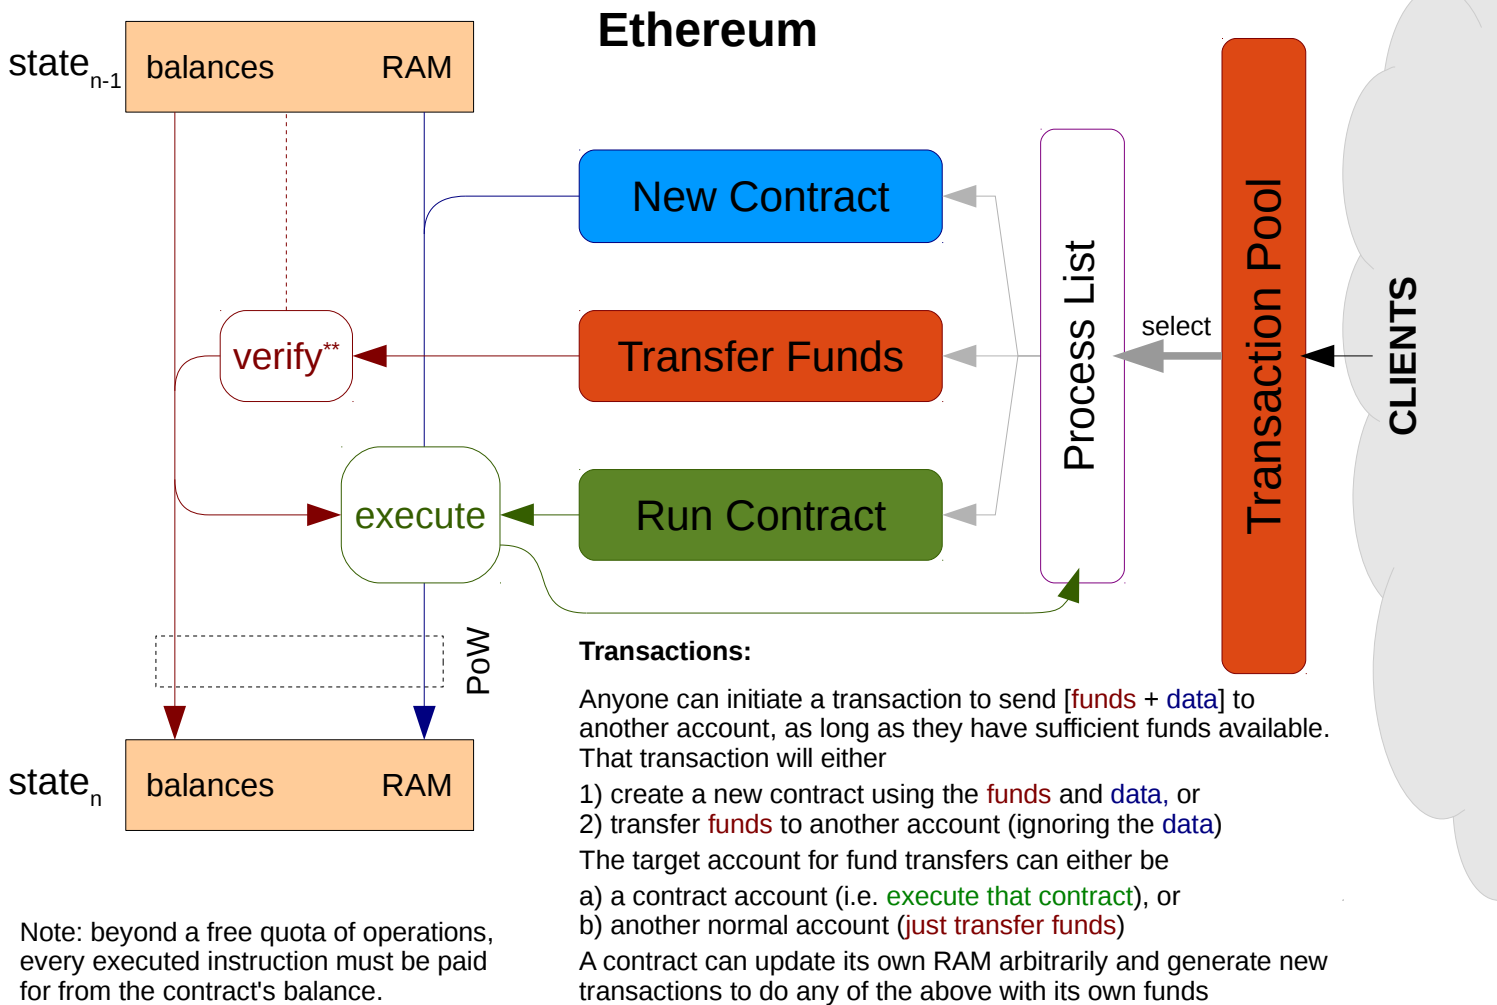 Ethereum
state n-1
balances RAM
New Contract
Transfer Funds
Run Contract
verify**
execute
Process List
select
Transaction Pool
CLIENTS
PoW
state n
balances RAM
Transactions:
Anyone can initiate a transaction to send [funds + data] to
another account, as long as they have sufficient funds available.
That transaction will either
1) create a new contract using the funds and data, or
2) transfer funds to another account (ignoring the data)
The target account for fund transfers can either be
a) a contract account (i.e. execute that contract), or
b) another normal account (just transfer funds)
A contract can update its own RAM arbitrarily and generate new
transactions to do any of the above with its own funds
Note: beyond a free quota of operations,
every executed instruction must be paid
for from the contract's balance.